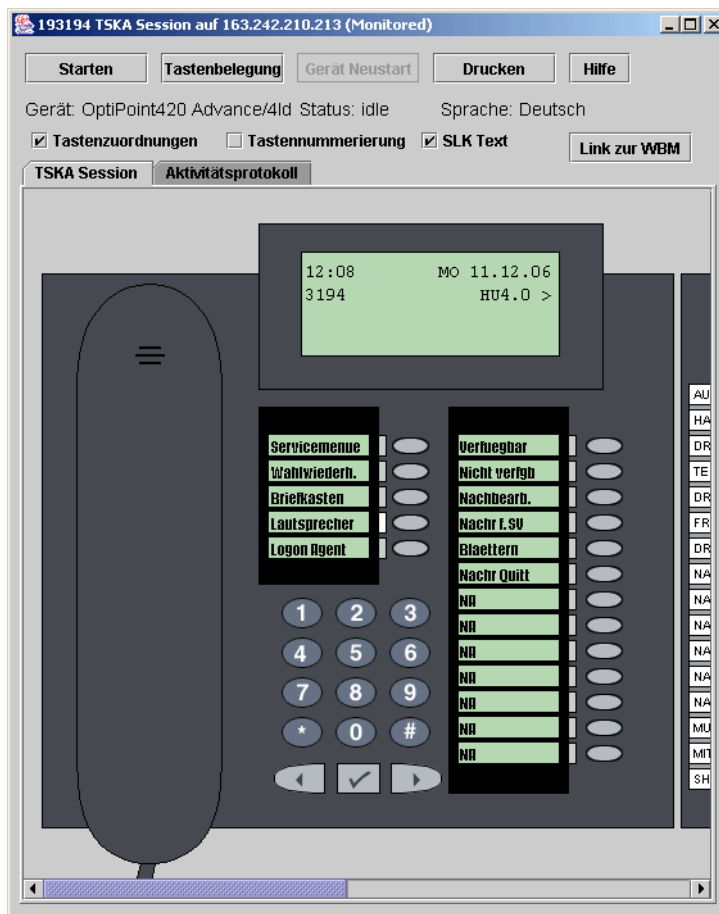 193194 TSKA Session auf 163.242.210.213 (Monitored)
Starten Tastenbelegung Gerät Neustart Drucken Hilfe
Gerät: OptiPoint420 Advance/4ld Status: idle Sprache: Deutsch
Tastenzuordnungen Tastennummerierung SLK Text Link zur WBM
TSKA Session Aktivitätsprotokoll
12:08 MO 11.12.06
3194 HU4.0 >
Servicemenue
Wahlwiederh.
Briefkasten
Lautsprecher
Logon Agent
Verfuegbar
Nicht verfgb
Nachbearb.
Nachr f. SV
Blaettern
Nachr Quitt
NA
NA
NA
NA
NA
NA
NA
1 2 3
4 5 6
7 8 9
* 0 #
AU
HA
DR
TE
DR
FR
DR
NA
NA
NA
NA
NA
NA
MU
MIT
SH